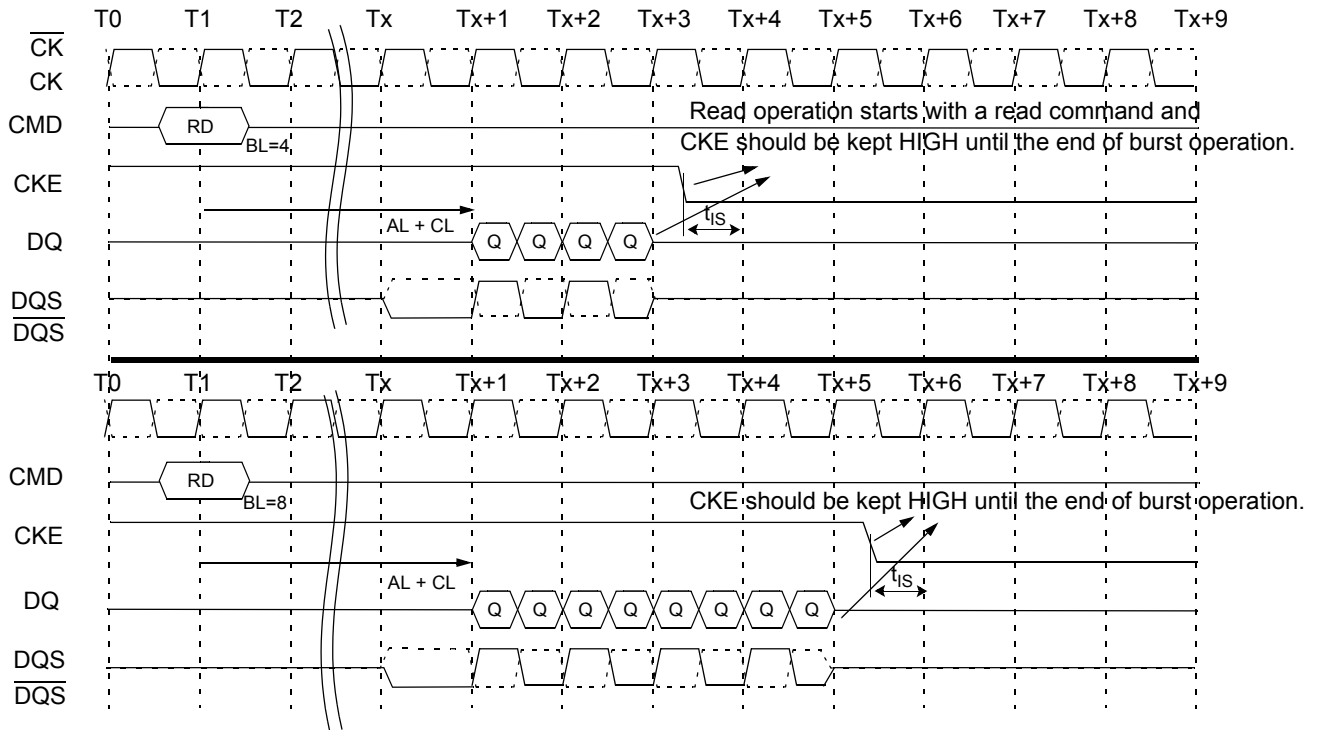 T0 T1 T2 Tx Tx+1 Tx+2 Tx+3 Tx+4 Tx+5 Tx+6 Tx+7 Tx+8 Tx+9
CK
CK
CMD RD BL=4
Read operation starts with a read command and
CKE should be kept HIGH until the end of burst operation.
CKE
AL + CL
tIS
DQ Q Q Q Q
DQS
DQS
T0 T1 T2 Tx Tx+1 Tx+2 Tx+3 Tx+4 Tx+5 Tx+6 Tx+7 Tx+8 Tx+9
CMD RD BL=8
CKE should be kept HIGH until the end of burst operation.
CKE
AL + CL
tIS
DQ Q Q Q Q Q Q Q Q
DQS
DQS